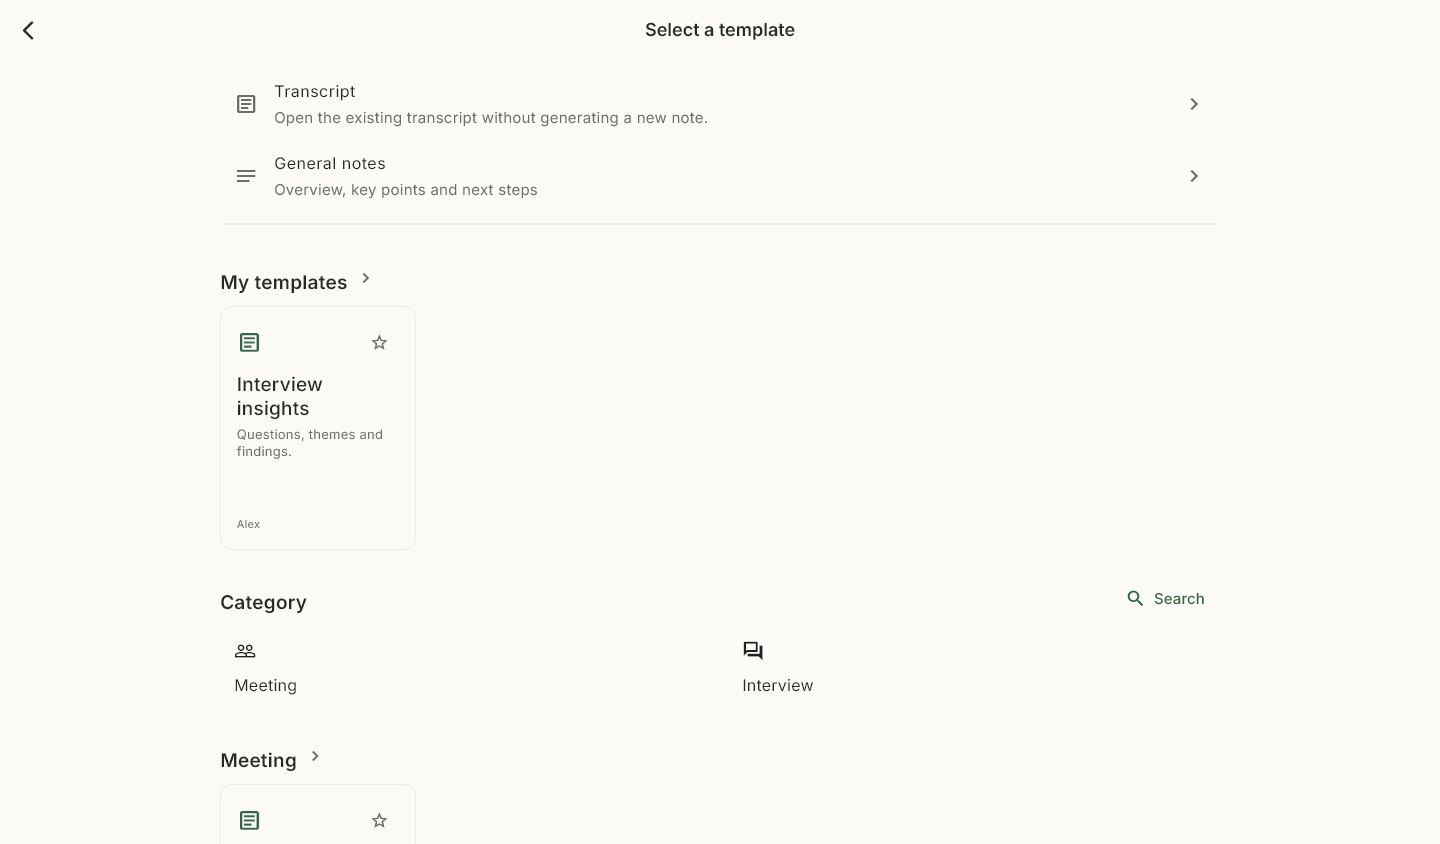 Select a template
Transcript
Open the existing transcript without generating a new note.
General notes
Overview, key points and next steps
My templates
Interview
insights
Questions, themes and
findings.
Alex
Category
Search
Meeting
Interview
Meeting